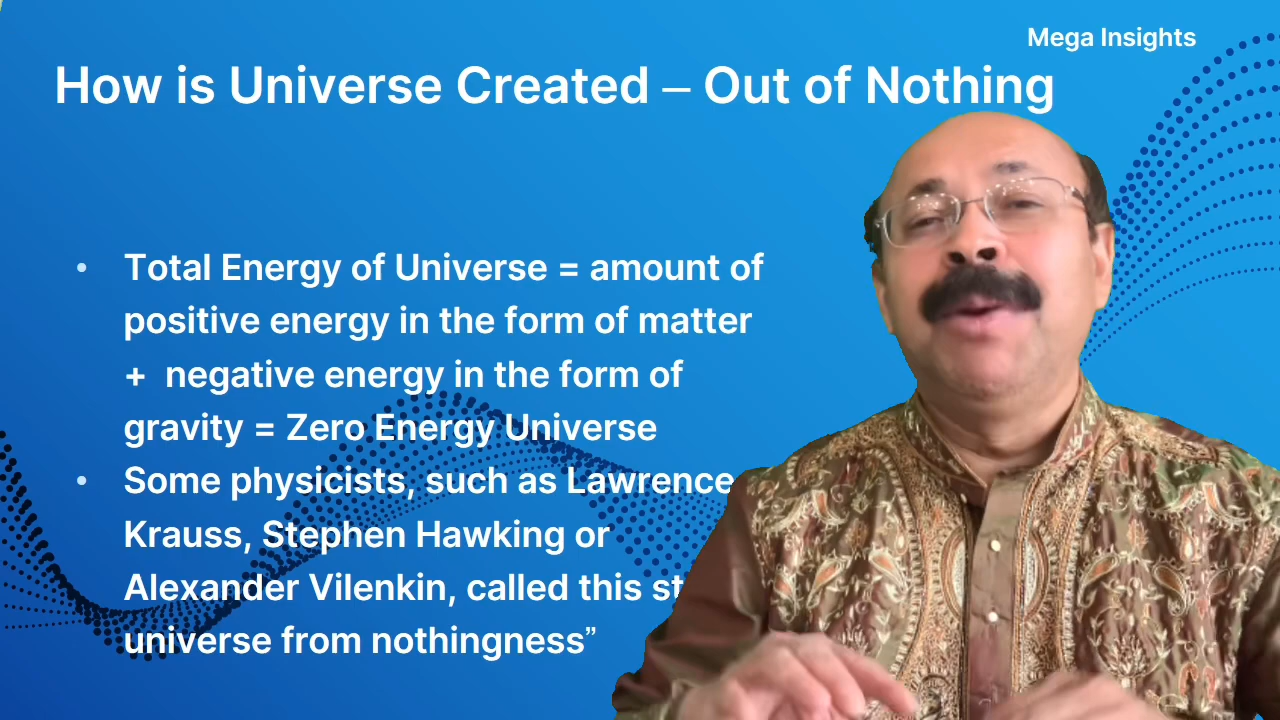 Mega Insights
How is Universe Created – Out of Nothing
• Total Energy of Universe = amount of
positive energy in the form of matter
+ negative energy in the form of
gravity = Zero Energy Universe
• Some physicists, such as Lawrence
Krauss, Stephen Hawking or
Alexander Vilenkin, called this
universe from nothingness”